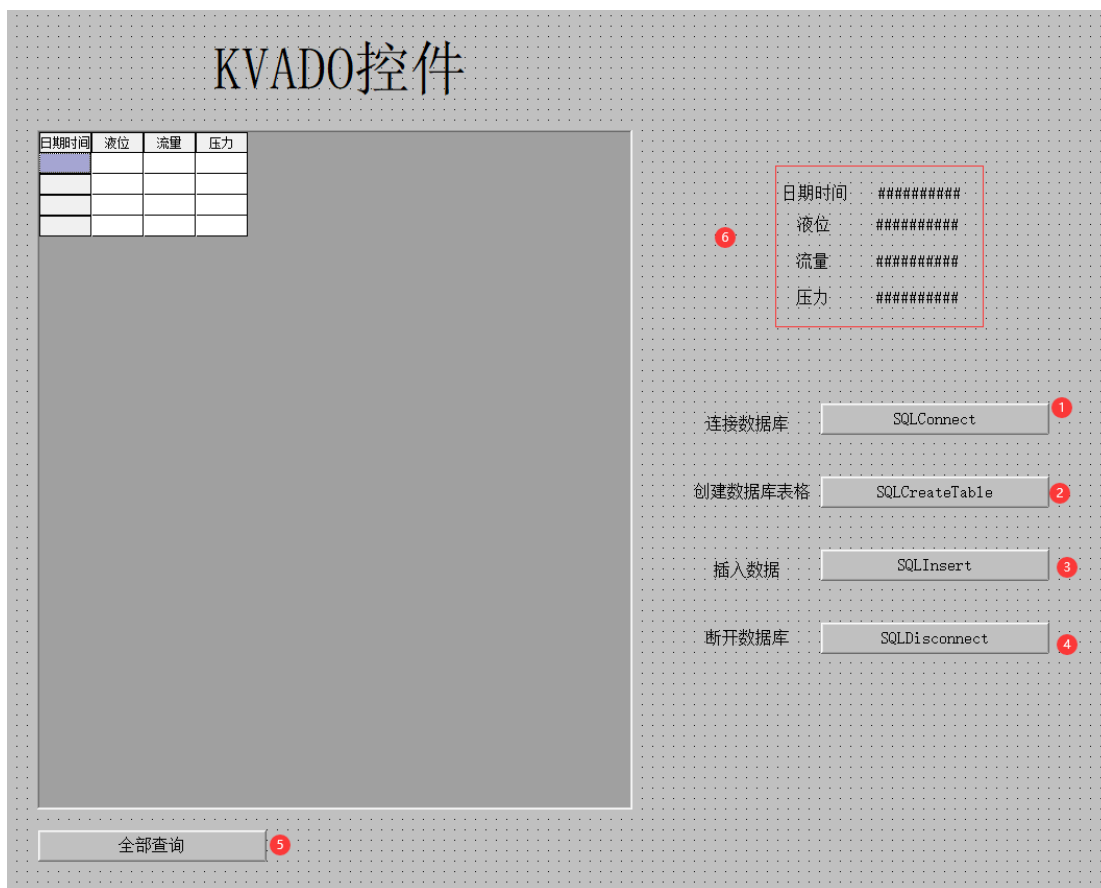 KVADO控件
日期时间 液位 流量 压力
日期时间 ##########
液位 ##########
6
流量 ##########
压力 ##########
连接数据库 SQLConnect 1
创建数据库表格 SQLCreateTable 2
插入数据 SQLInsert 3
断开数据库 SQLDisconnect 4
全部查询 5